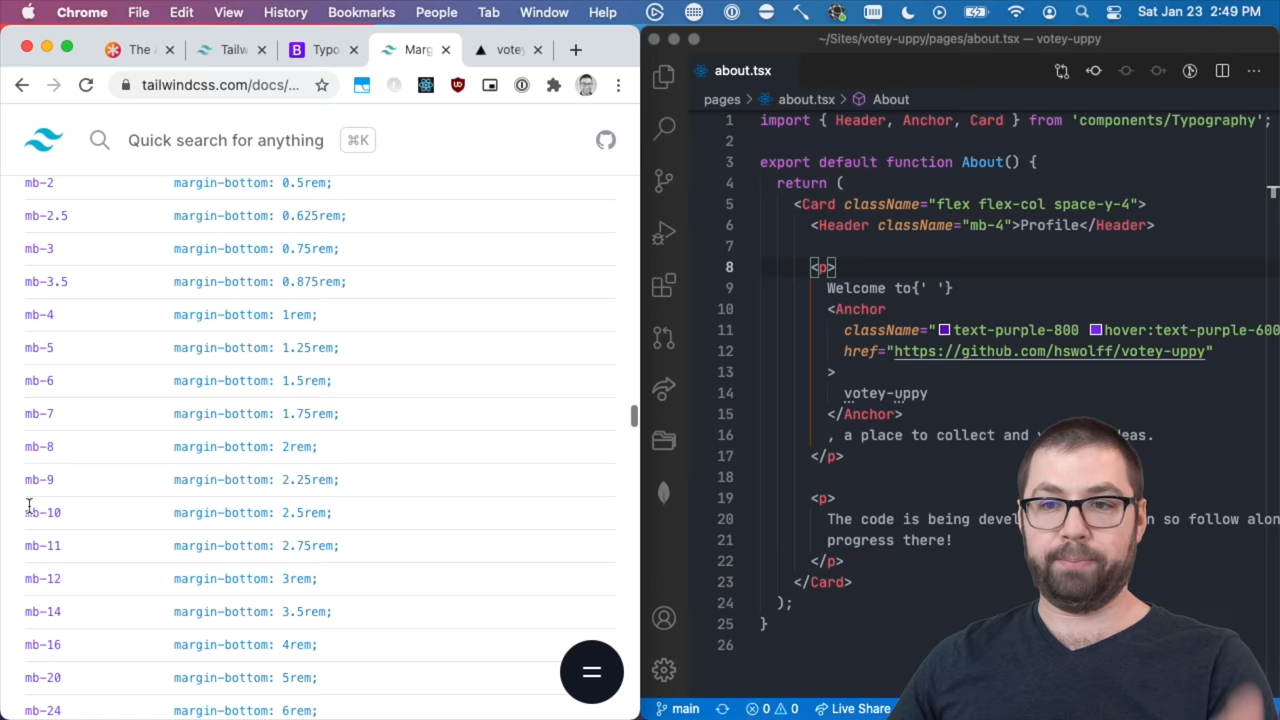 Chrome File Edit View History Bookmarks People Tab Window Help Sat Jan 23 2:49 PM
The Tailw Typo Marg votey
tailwindcss.com/docs/...
Quick search for anything ⌘K
mb-2 margin-bottom: 0.5rem;
mb-2.5 margin-bottom: 0.625rem;
mb-3 margin-bottom: 0.75rem;
mb-3.5 margin-bottom: 0.875rem;
mb-4 margin-bottom: 1rem;
mb-5 margin-bottom: 1.25rem;
mb-6 margin-bottom: 1.5rem;
mb-7 margin-bottom: 1.75rem;
mb-8 margin-bottom: 2rem;
mb-9 margin-bottom: 2.25rem;
mb-10 margin-bottom: 2.5rem;
mb-11 margin-bottom: 2.75rem;
mb-12 margin-bottom: 3rem;
mb-14 margin-bottom: 3.5rem;
mb-16 margin-bottom: 4rem;
mb-20 margin-bottom: 5rem;
mb-24 margin-bottom: 6rem;
~/Sites/votey-uppy/pages/about.tsx — votey-uppy
about.tsx
pages > about.tsx > About
1 import { Header, Anchor, Card } from 'components/Typography';
2
3 export default function About() {
4 return (
5 <Card className="flex flex-col space-y-4">
6 <Header className="mb-4">Profile</Header>
7
8 <p>
9 Welcome to{' '}
10 <Anchor
11 className="text-purple-800 hover:text-purple-600
12 href="https://github.com/hswolff/votey-uppy"
13 >
14 votey-uppy
15 </Anchor>
16 , a place to collect and deas.
17 </p>
18
19 <p>
20 The code is being devel n so follow alon
21 progress there!
22 </p>
23 </Card>
24 );
25 }
26
main 0 0 Live Share